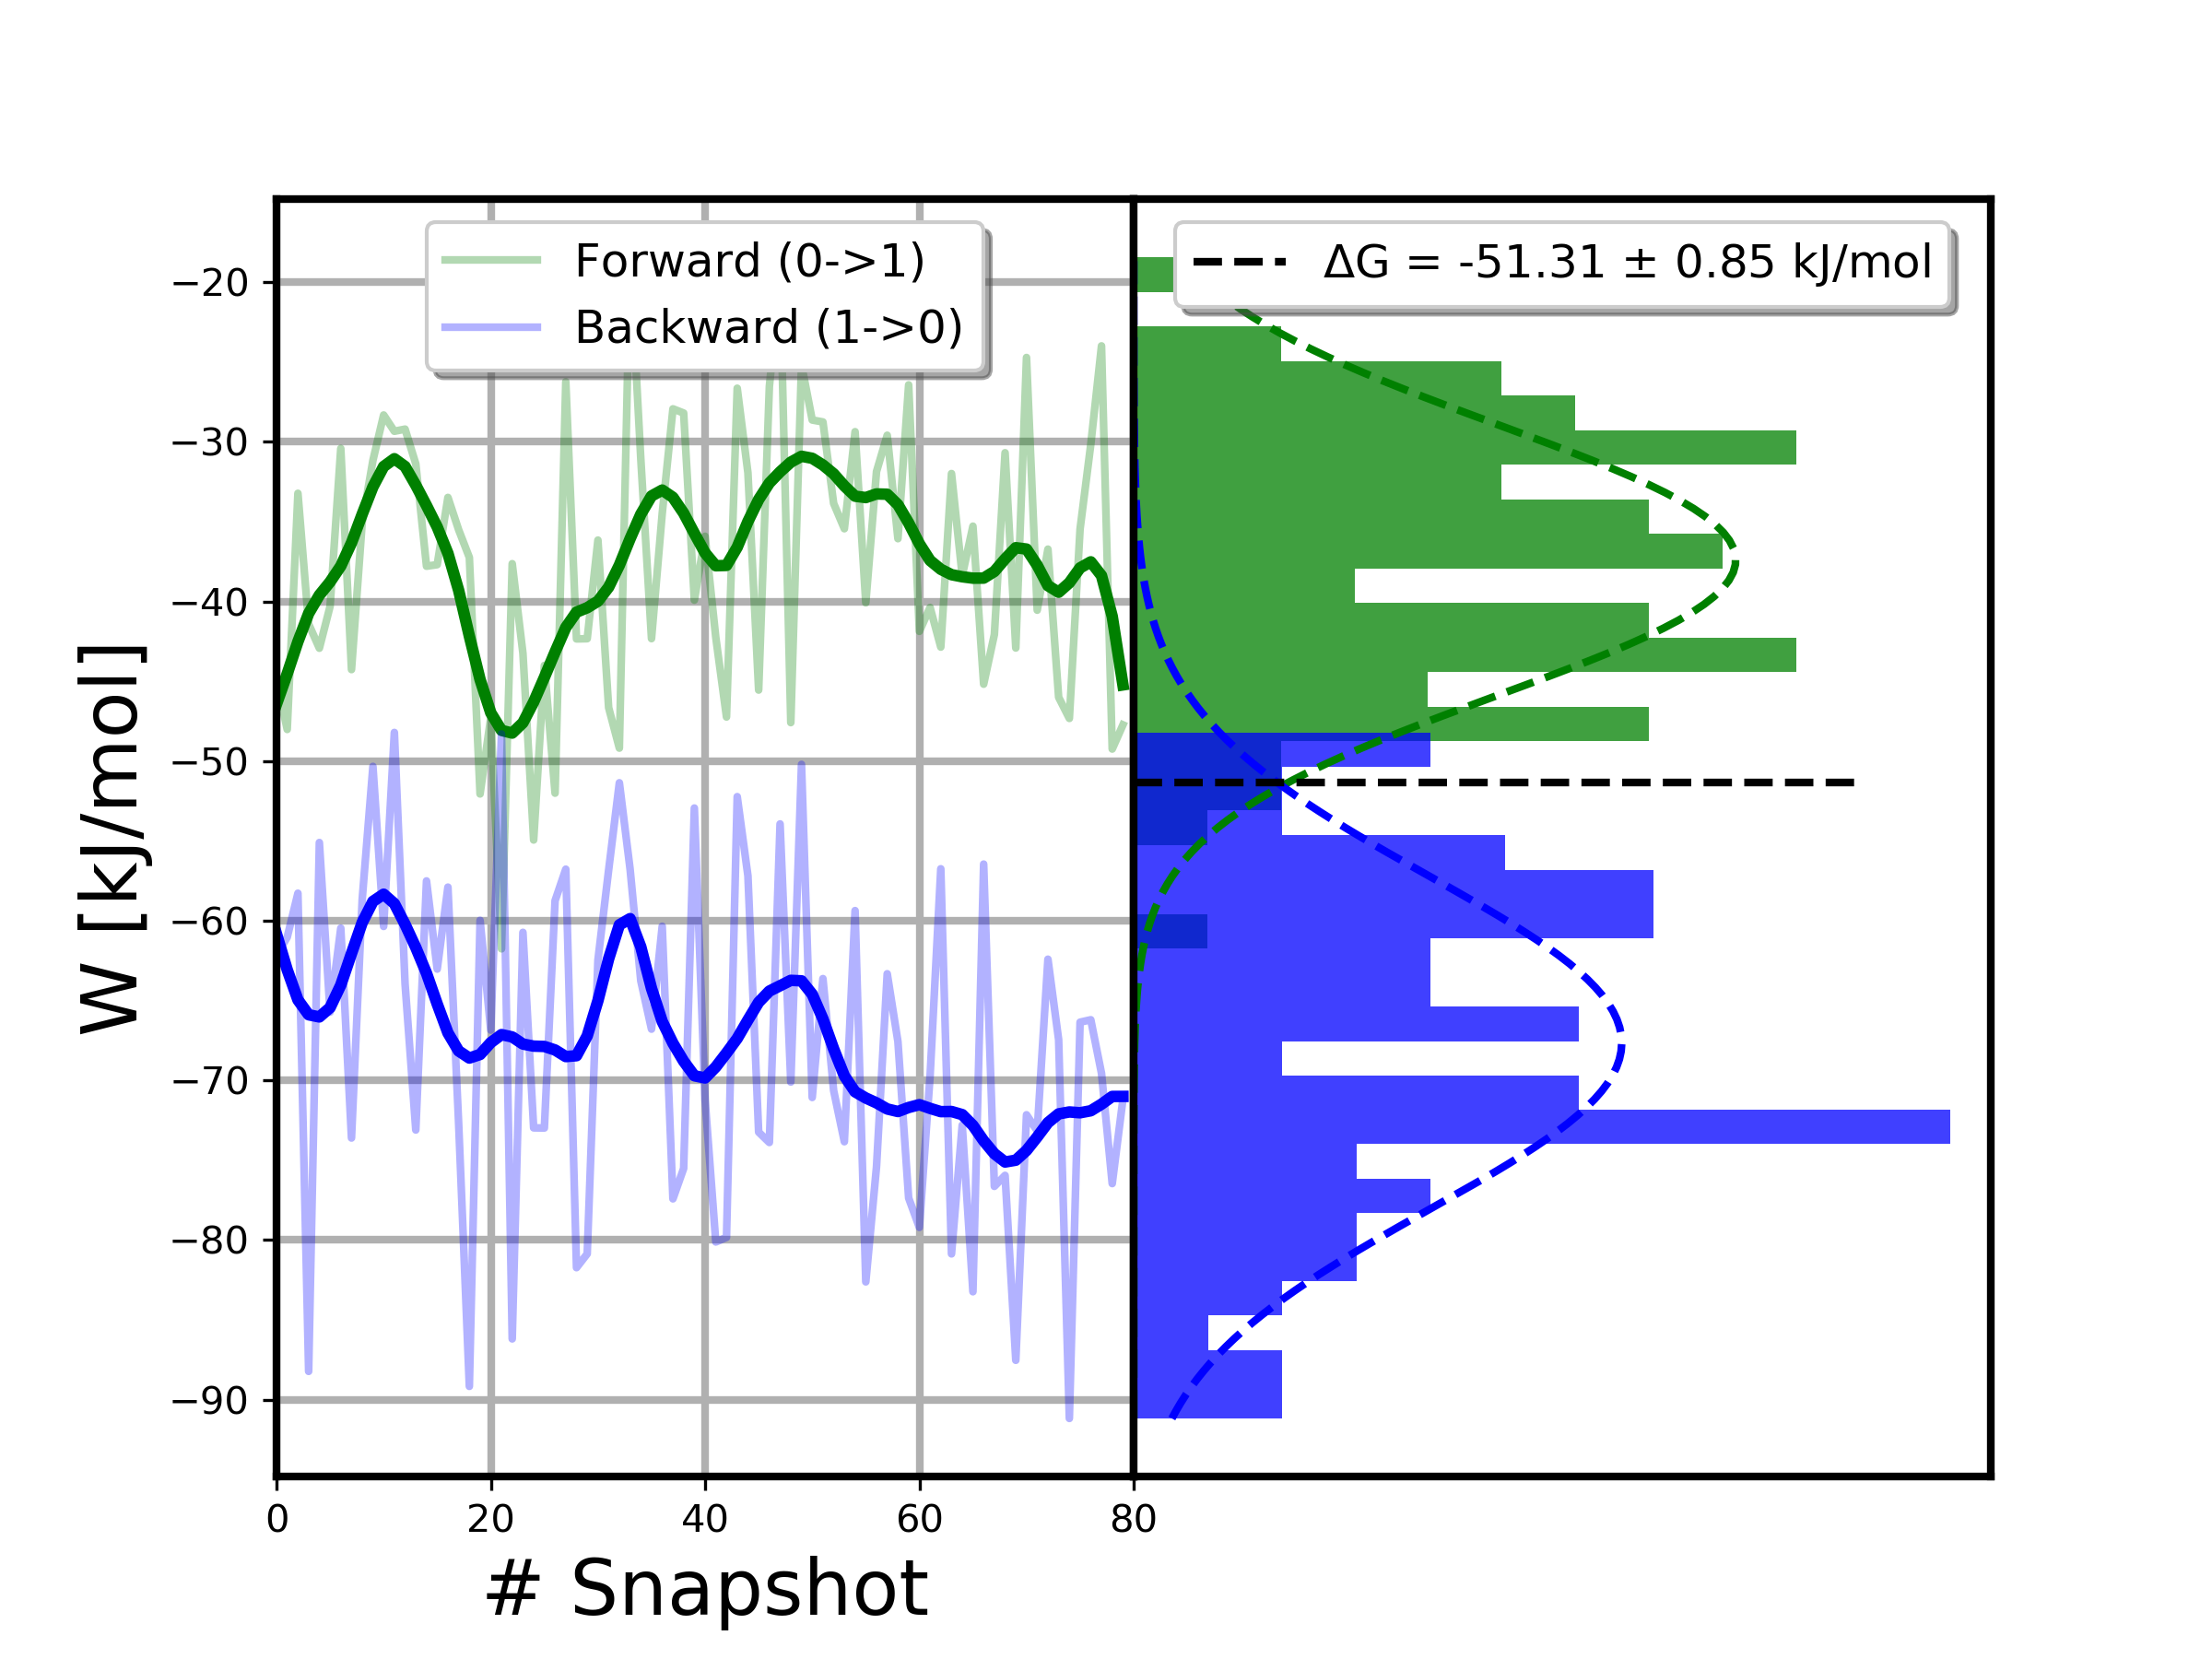 Forward (0->1)
Backward (1->0)
ΔG = -51.31 ± 0.85 kJ/mol
W [kJ/mol]
−20
−30
−40
−50
−60
−70
−80
−90
0 20 40 60 80
# Snapshot